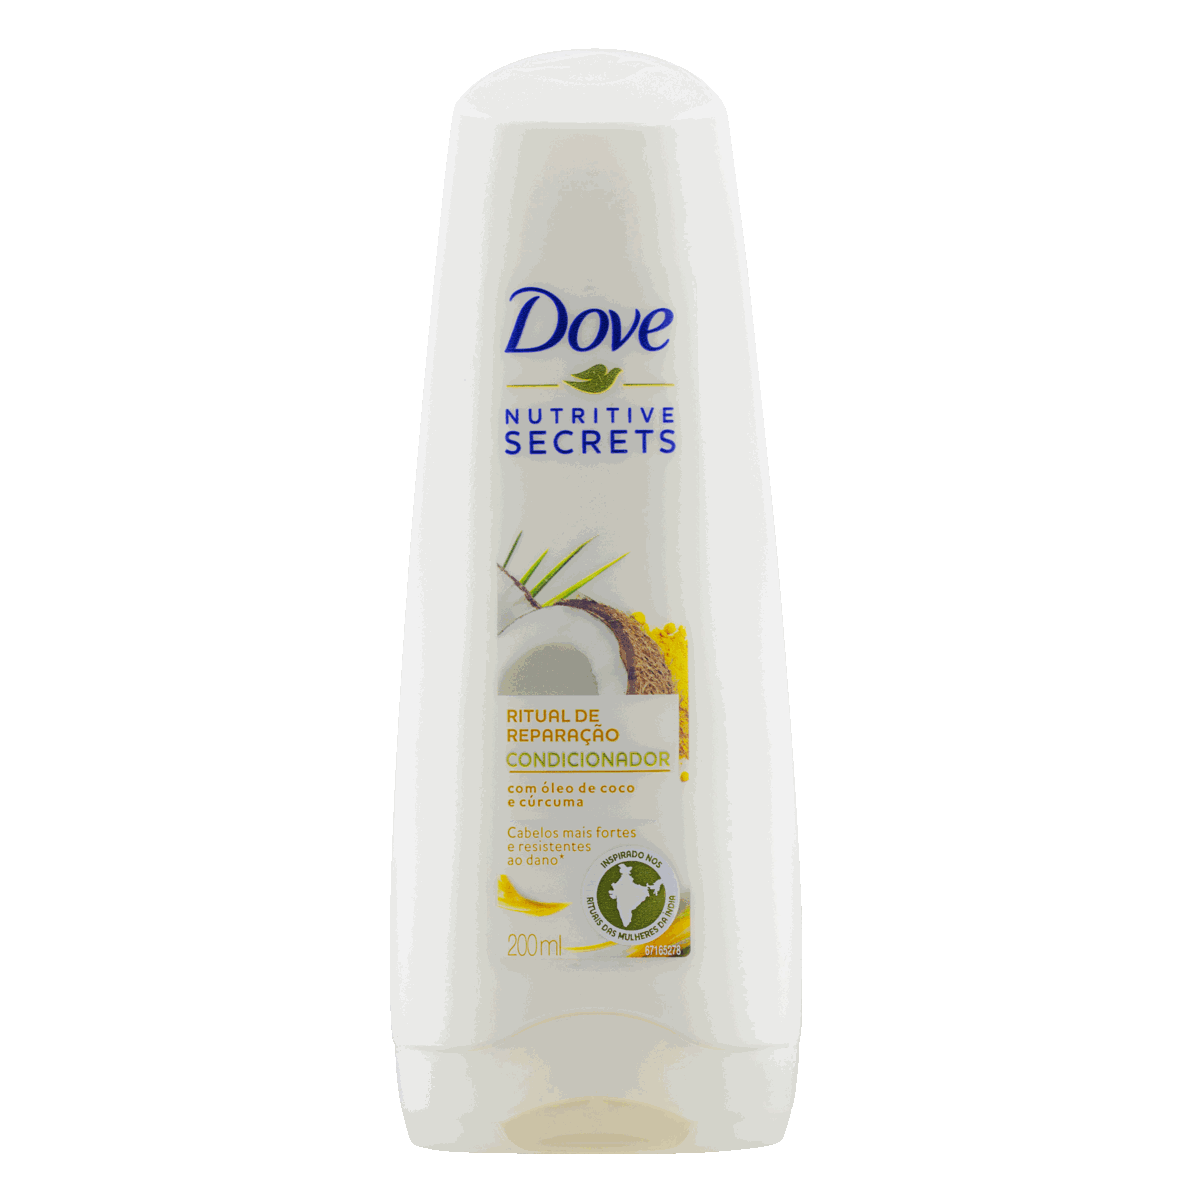 Dove
NUTRITIVE
SECRETS
RITUAL DE
REPARAÇÃO
CONDICIONADOR
com óleo de coco
e cúrcuma
Cabelos mais fortes
e resistentes
ao dano*
INSPIRADO NOS
RITUAIS DAS MULHERES DA ÍNDIA
200ml
67165278